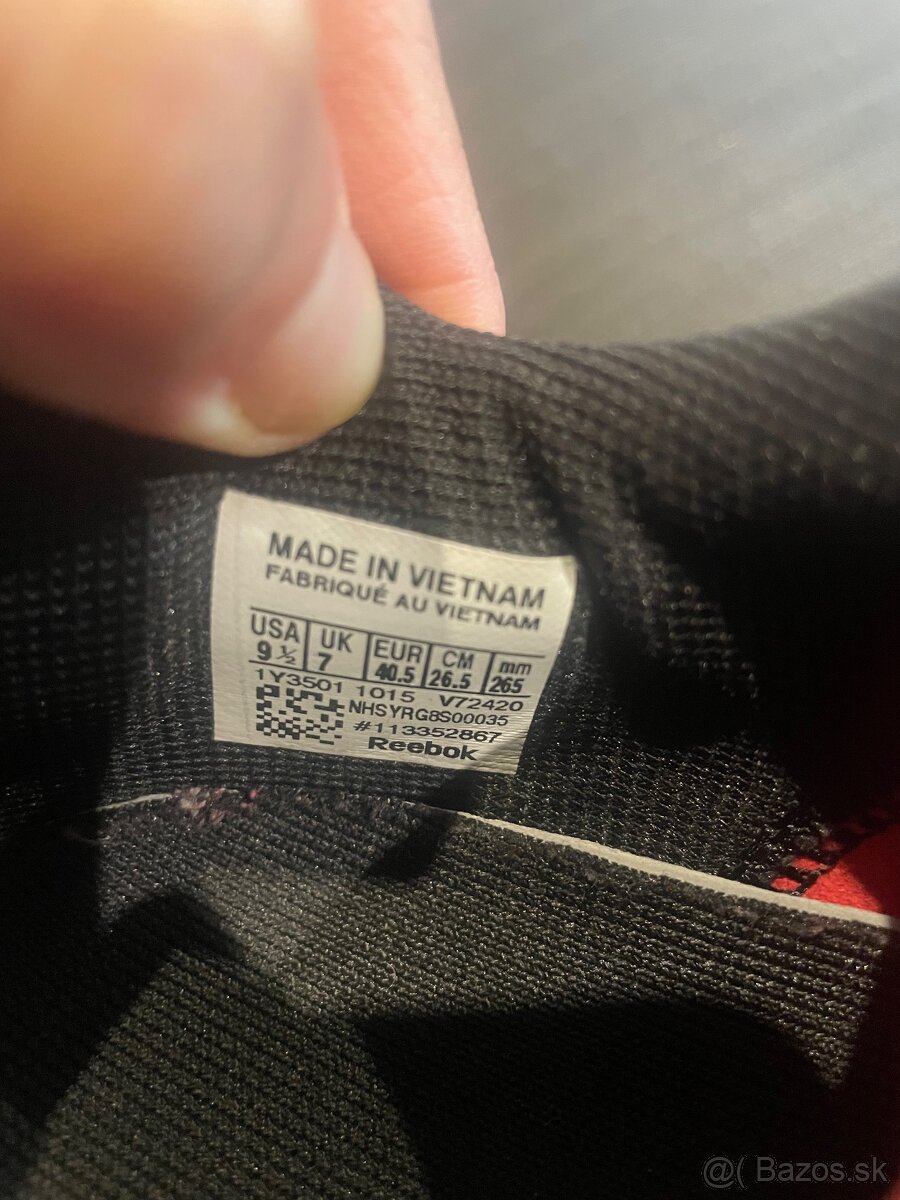 MADE IN VIETNAM
FABRIQUÉ AU VIETNAM
USA UK EUR CM mm
9 ½ 7 40.5 26.5 265
1Y3501 1015 V72420
NHSYRG8S00035
#113352867
Reebok
@( Bazos.sk